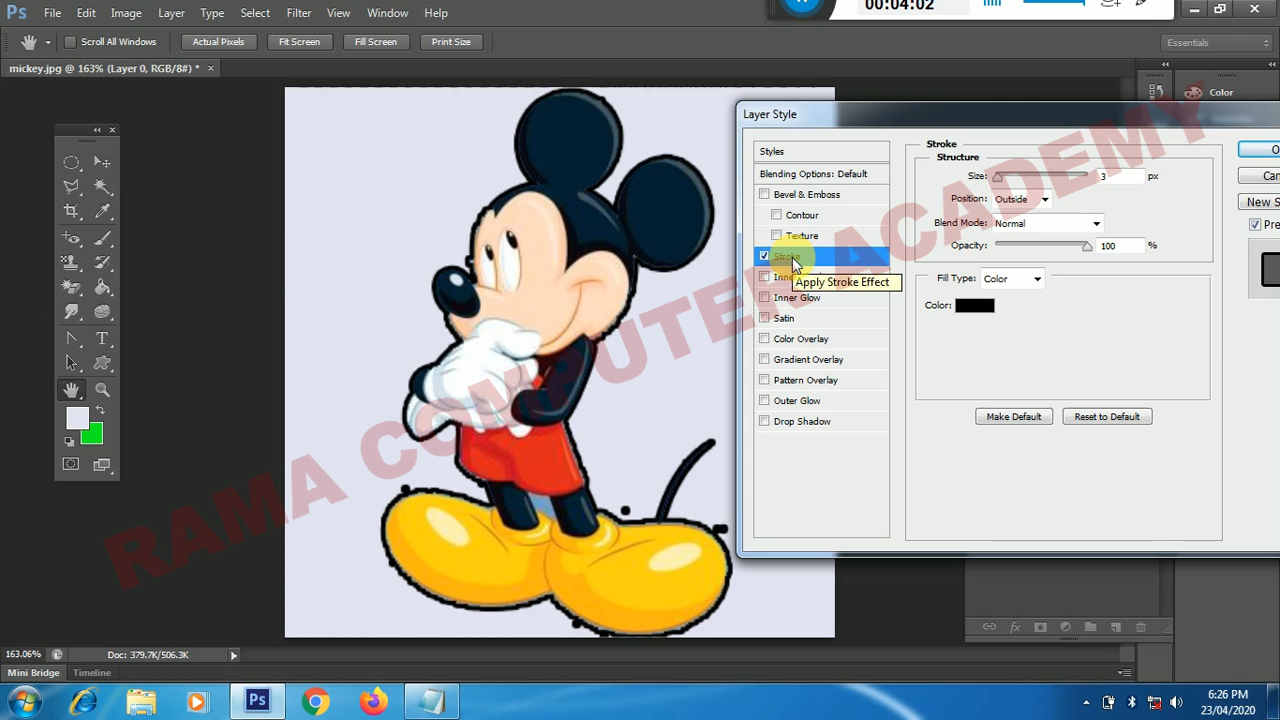 00:04:02
Ps File Edit Image Layer Type Select Filter View Window Help
Scroll All Windows Actual Pixels Fit Screen Fill Screen Print Size Essentials
mickey.jpg @ 163% (Layer 0, RGB/8#) * ×
Color
Layer Style
Styles
Blending Options: Default
Bevel & Emboss
Contour
Texture
Stroke
Inner Glow
Satin
Color Overlay
Gradient Overlay
Pattern Overlay
Outer Glow
Drop Shadow
Apply Stroke Effect
Stroke
Structure
Size: 3 px
Position: Outside
Blend Mode: Normal
Opacity: 100 %
Fill Type: Color
Color:
Make Default Reset to Default
New S
RAMA COMPUTER ACADEMY
163.06% Doc: 379.7K/506.3K
Mini Bridge Timeline
fx
Ps
6:26 PM
23/04/2020